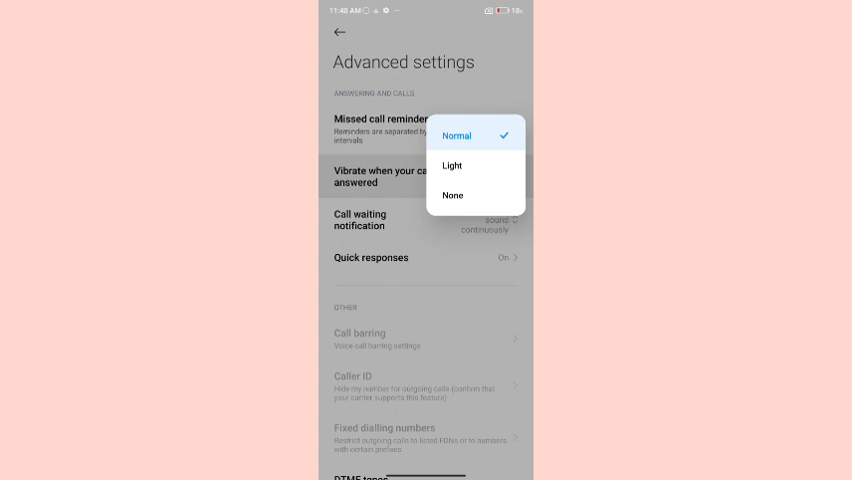 11:40 AM
18%
Advanced settings
ANSWERING AND CALLS
Missed call reminder
Reminders are separated by
intervals
Normal
Light
None
Vibrate when your ca
answered
Call waiting
notification
sound
continuously
Quick responses
On
OTHER
Call barring
Voice call barring settings
Caller ID
Hide my number for outgoing calls (confirm that
your carrier supports this feature)
Fixed dialling numbers
Restrict outgoing calls to listed FDNs or to numbers
with certain prefixes
DTMF tones